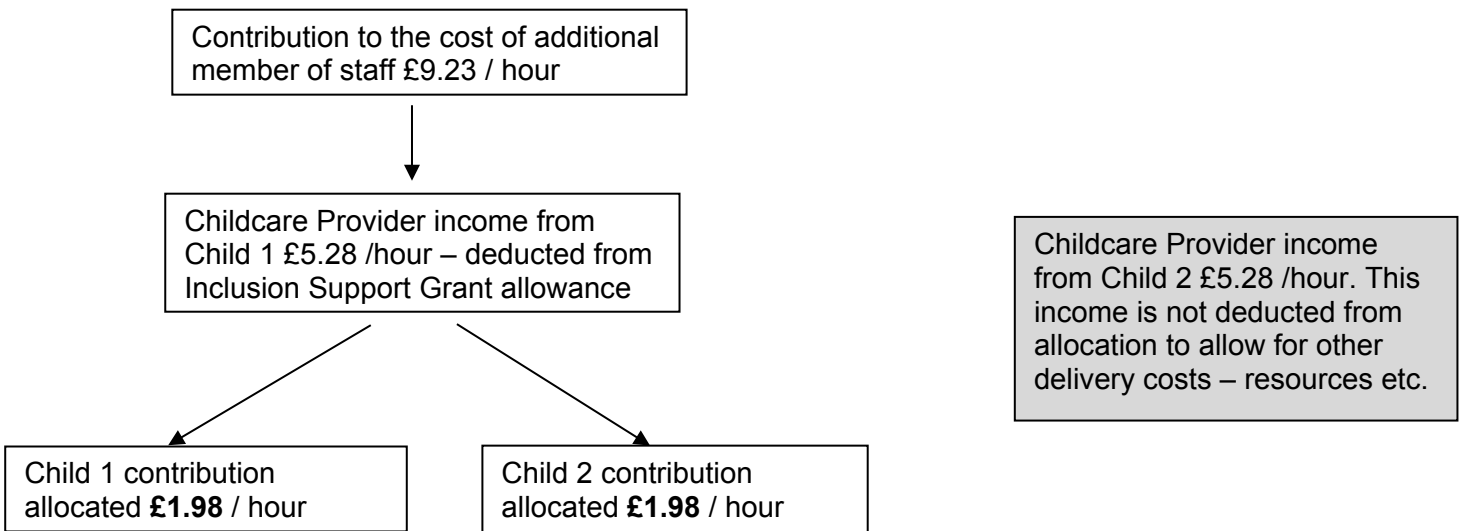 Contribution to the cost of additional
member of staff £9.23 / hour
Childcare Provider income from
Child 1 £5.28 /hour – deducted from
Inclusion Support Grant allowance
Childcare Provider income
from Child 2 £5.28 /hour. This
income is not deducted from
allocation to allow for other
delivery costs – resources etc.
Child 1 contribution
allocated £1.98 / hour
Child 2 contribution
allocated £1.98 / hour